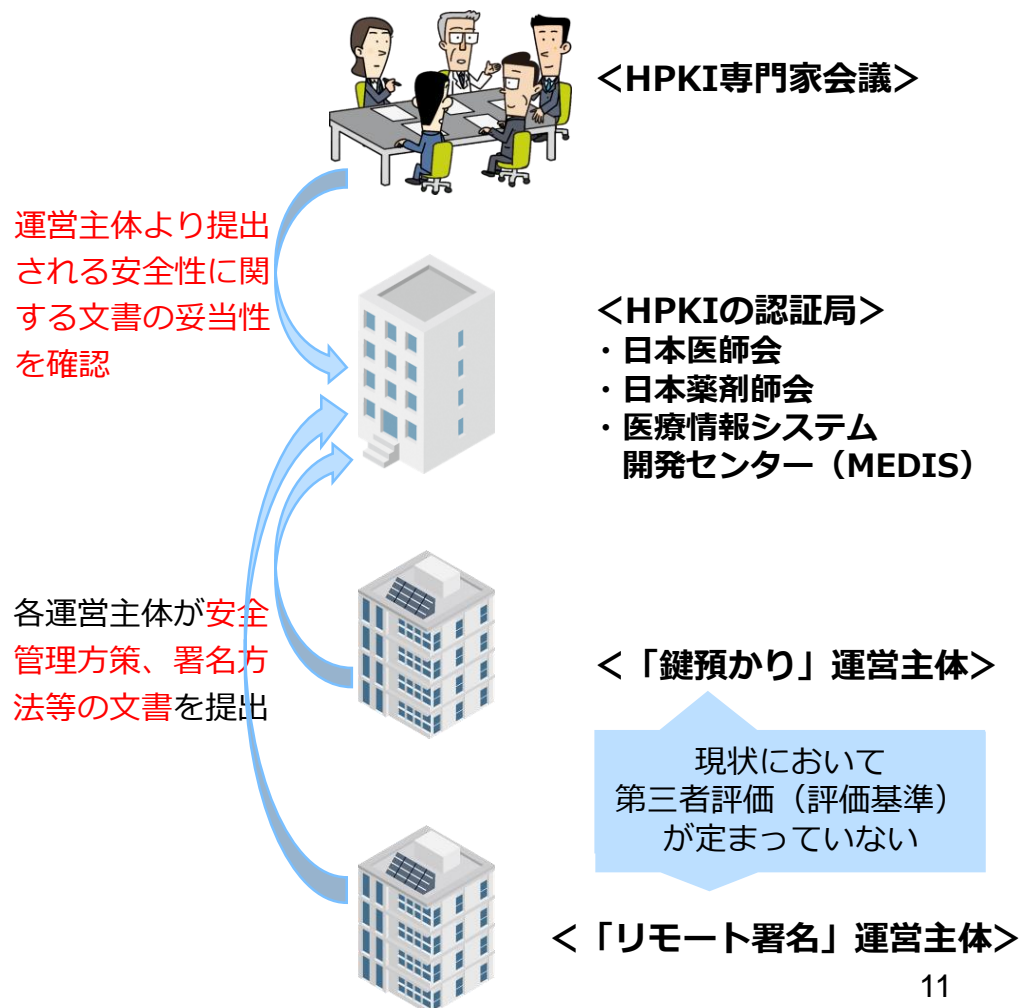 <HPKI専門家会議>
運営主体より提出
される安全性に関
する文書の妥当性
を確認
<HPKIの認証局>
・日本医師会
・日本薬剤師会
・医療情報システム
開発センター（MEDIS）
各運営主体が安全
管理方策、署名方
法等の文書を提出
<「鍵預かり」運営主体>
現状において
第三者評価（評価基準）
が定まっていない
<「リモート署名」運営主体>
11